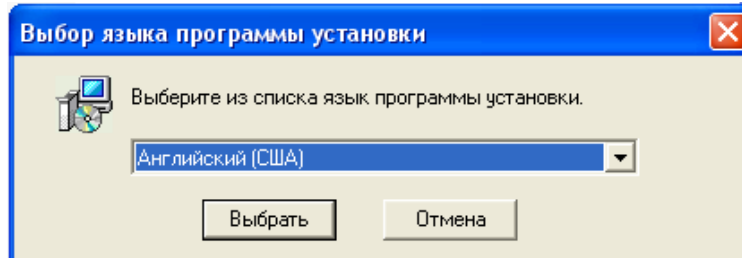 Выбор языка программы установки
Выберите из списка язык программы установки.
Английский (США)
Выбрать
Отмена